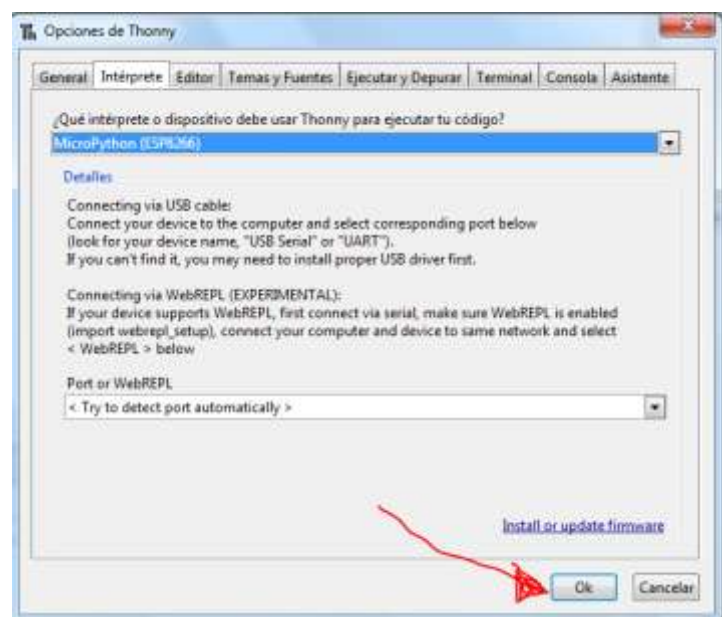 Opciones de Thonny
General Intérprete Editor Temas y Fuentes Ejecutar y Depurar Terminal Consola Asistente
¿Qué intérprete o dispositivo debe usar Thonny para ejecutar tu código?
MicroPython (ESP8266)
Detalles
Connecting via USB cable:
Connect your device to the computer and select corresponding port below
(look for your device name, "USB Serial" or "UART").
If you can't find it, you may need to install proper USB driver first.
Connecting via WebREPL (EXPERIMENTAL):
If your device supports WebREPL, first connect via serial, make sure WebREPL is enabled
(import webrepl_setup), connect your computer and device to same network and select
< WebREPL > below
Port or WebREPL
< Try to detect port automatically >
Install or update firmware
Ok Cancelar